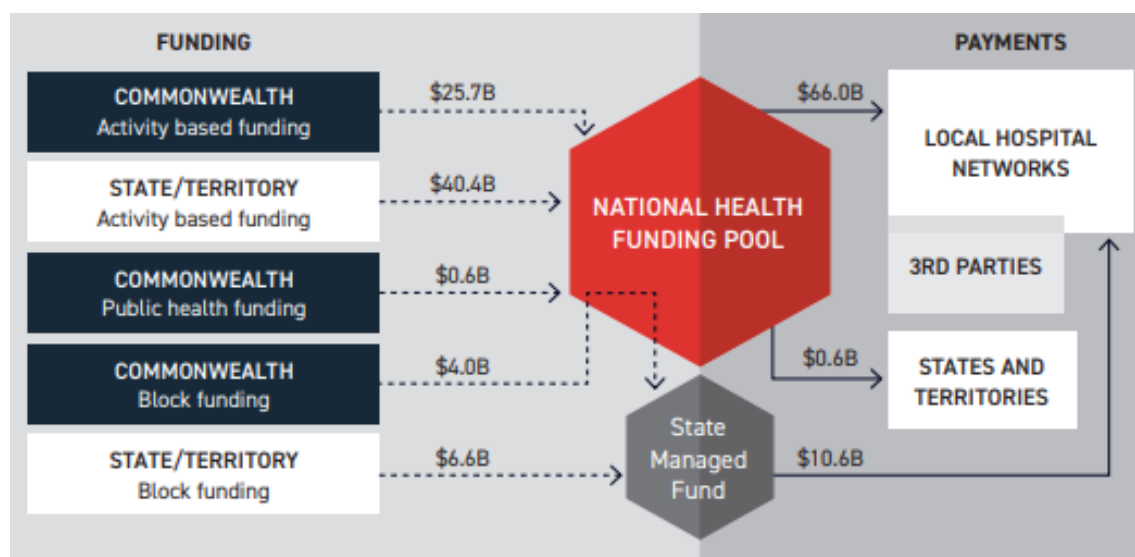 FUNDING
PAYMENTS
COMMONWEALTH
Activity based funding
$25.7B
STATE/TERRITORY
Activity based funding
$40.4B
COMMONWEALTH
Public health funding
$0.6B
COMMONWEALTH
Block funding
$4.0B
STATE/TERRITORY
Block funding
$6.6B
NATIONAL HEALTH
FUNDING POOL
State
Managed
Fund
$66.0B
LOCAL HOSPITAL
NETWORKS
3RD PARTIES
$0.6B
STATES AND
TERRITORIES
$10.6B